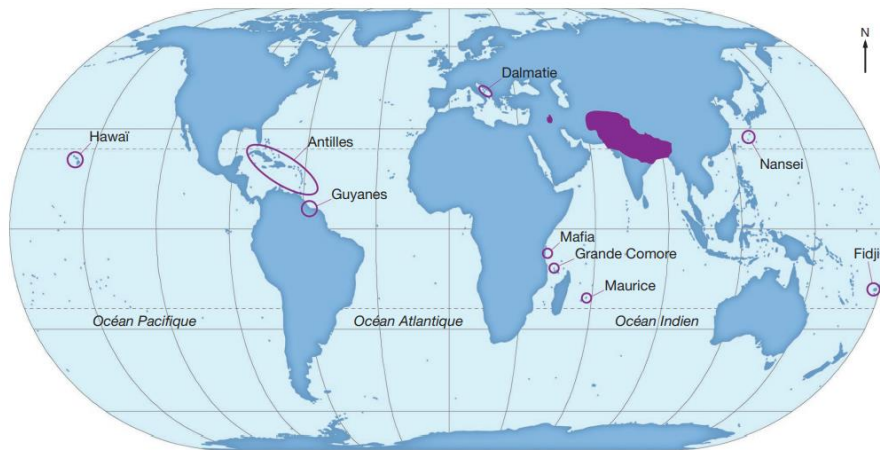 N
Dalmatie
Hawaï
Antilles
Nansei
Guyanes
Mafia
Grande Comore
Fidji
Maurice
Océan Pacifique
Océan Atlantique
Océan Indien